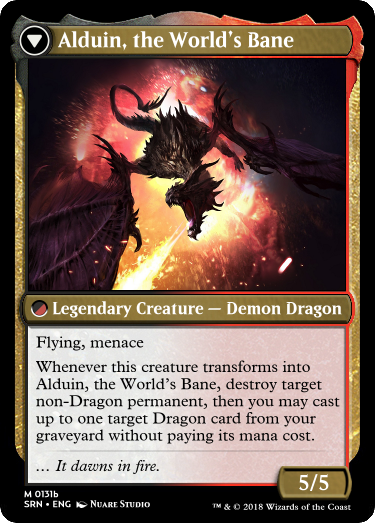 Alduin, the World's Bane
Legendary Creature — Demon Dragon
Flying, menace
Whenever this creature transforms into
Alduin, the World's Bane, destroy target
non-Dragon permanent, then you may cast
up to one target Dragon card from your
graveyard without paying its mana cost.
… It dawns in fire.
5/5
M 0131b
SRN • ENG Nuare Studio
™ & © 2018 Wizards of the Coast